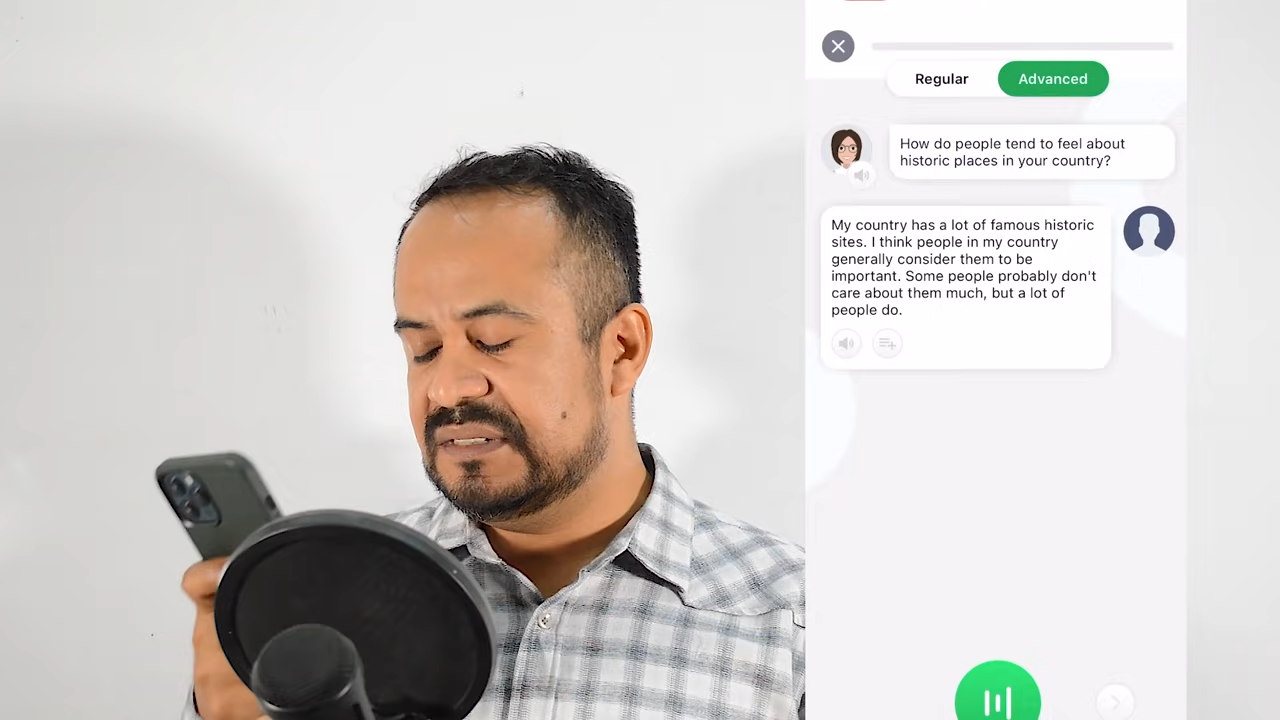 Regular
Advanced
How do people tend to feel about
historic places in your country?
My country has a lot of famous historic
sites. I think people in my country
generally consider them to be
important. Some people probably don't
care about them much, but a lot of
people do.